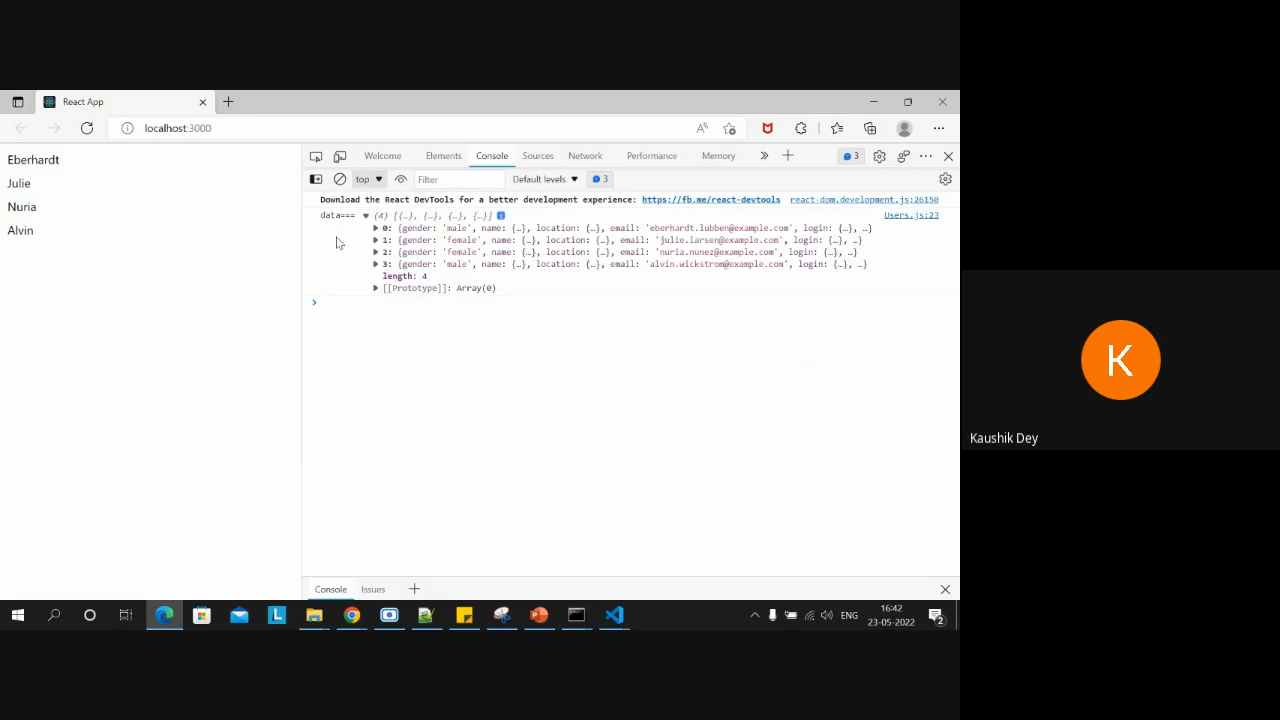 React App
localhost:3000
Eberhardt
Julie
Nuria
Alvin
Welcome Elements Console Sources Network Performance Memory 3
top Filter Default levels 3
Download the React DevTools for a better development experience: https://fb.me/react-devtools react-dom.development.js:26150
data=== (4) [{…}, {…}, {…}, {…}] Users.js:23
0: {gender: 'male', name: {…}, location: {…}, email: 'eberhardt.lubben@example.com', login: {…}, …}
1: {gender: 'female', name: {…}, location: {…}, email: 'julie.larsen@example.com', login: {…}, …}
2: {gender: 'female', name: {…}, location: {…}, email: 'nuria.nunez@example.com', login: {…}, …}
3: {gender: 'male', name: {…}, location: {…}, email: 'alvin.wickstrom@example.com', login: {…}, …}
length: 4
[[Prototype]]: Array(0)
Console Issues
ENG
16:42
23-05-2022
2
K
Kaushik Dey